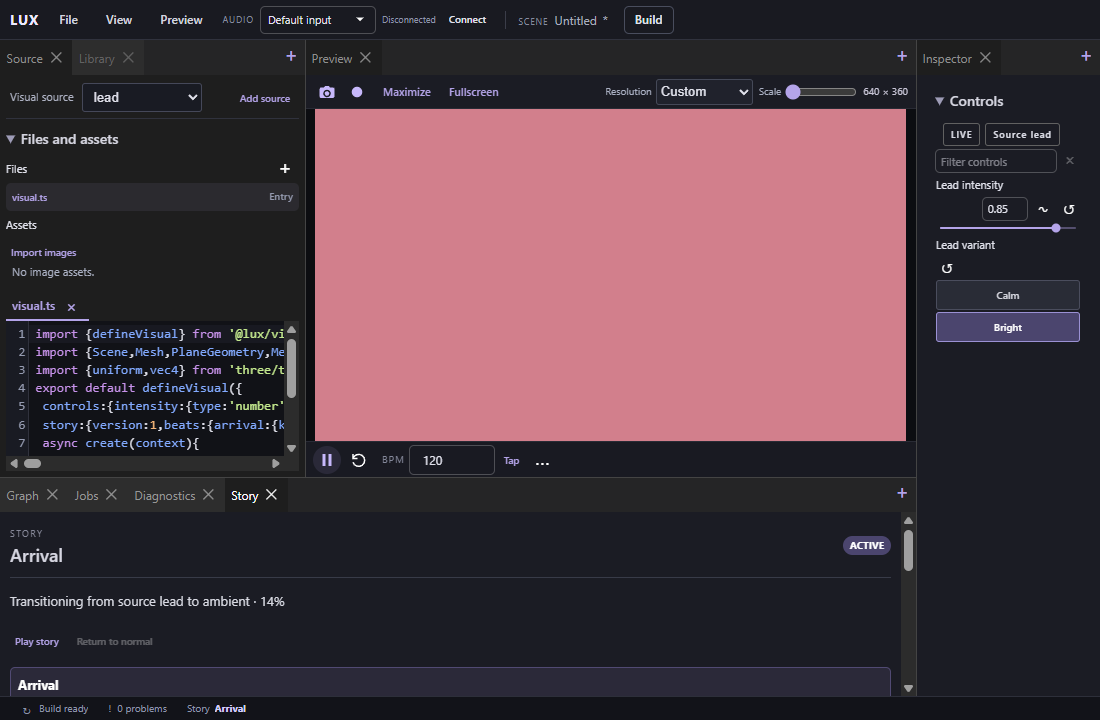 LUX File View Preview AUDIO Default input Disconnected Connect SCENE Untitled * Build
Source Library +
Visual source lead Add source
Files and assets
Files +
visual.ts Entry
Assets
Import images
No image assets.
visual.ts ×
1 import {defineVisual} from '@lux/vi
2 import {Scene,Mesh,PlaneGeometry,Me
3 import {uniform,vec4} from 'three/t
4 export default defineVisual({
5 controls:{intensity:{type:'number'
6 story:{version:1,beats:{arrival:{k
7 async create(context){
Preview +
Maximize Fullscreen Resolution Custom Scale 640 × 360
BPM 120 Tap ...
Inspector +
Controls
LIVE Source lead
Filter controls ×
Lead intensity
0.85
Lead variant
Calm
Bright
Graph Jobs Diagnostics Story +
STORY
Arrival
ACTIVE
Transitioning from source lead to ambient · 14%
Play story Return to normal
Arrival
Build ready ! 0 problems Story Arrival